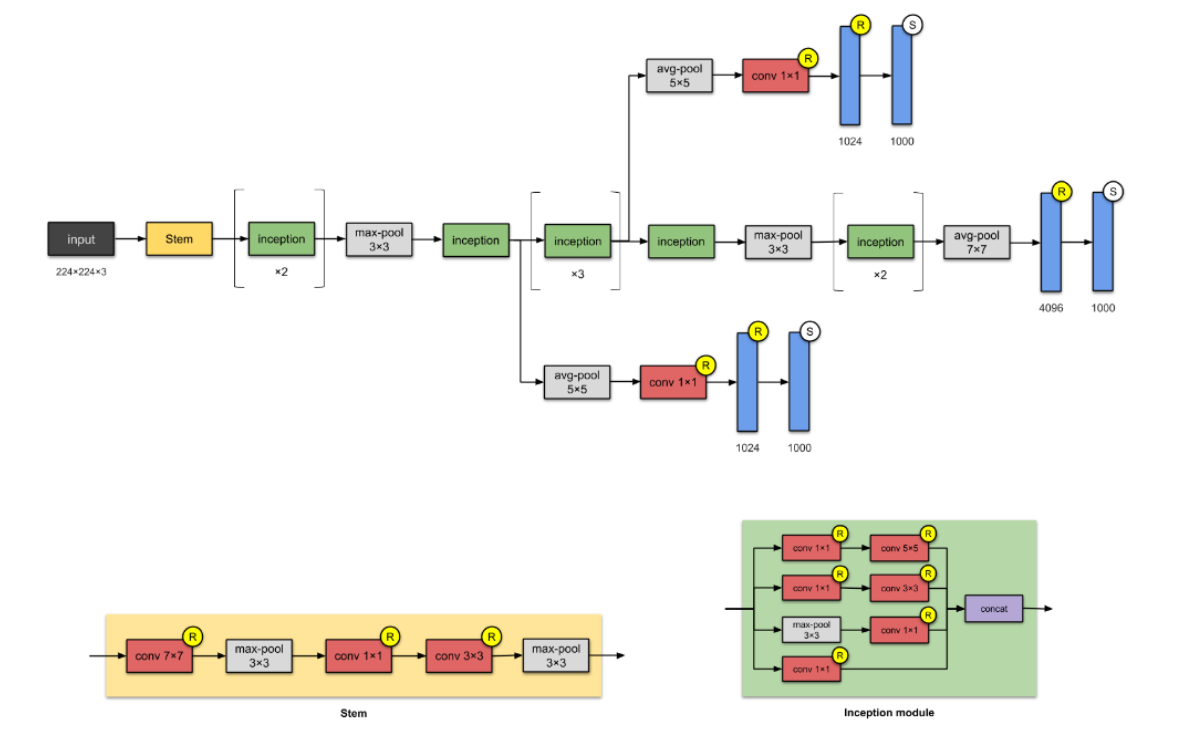 R
S
avg-pool
5×5
conv 1×1
R
1024
1000
input
224×224×3
Stem
inception
×2
max-pool
3×3
inception
inception
×3
inception
max-pool
3×3
inception
×2
avg-pool
7×7
R
S
4096
1000
avg-pool
5×5
conv 1×1
R
R
S
1024
1000
conv 7×7
R
max-pool
3×3
conv 1×1
R
conv 3×3
R
max-pool
3×3
Stem
conv 1×1
R
conv 5×5
R
conv 1×1
R
conv 3×3
R
max-pool
3×3
conv 1×1
R
conv 1×1
R
concat
Inception module